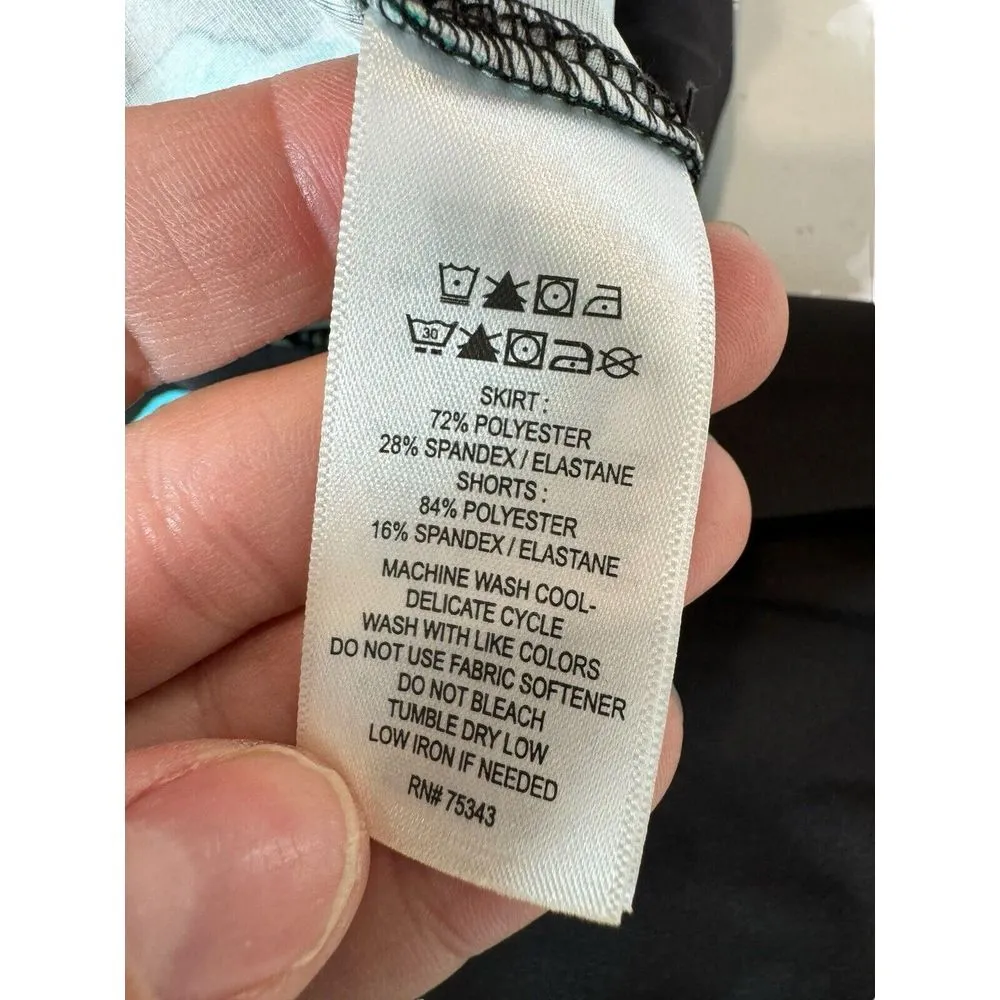 30
SKIRT :
72% POLYESTER
28% SPANDEX / ELASTANE
SHORTS :
84% POLYESTER
16% SPANDEX / ELASTANE
MACHINE WASH COOL-
DELICATE CYCLE
WASH WITH LIKE COLORS
DO NOT USE FABRIC SOFTENER
DO NOT BLEACH
TUMBLE DRY LOW
LOW IRON IF NEEDED
RN# 75343